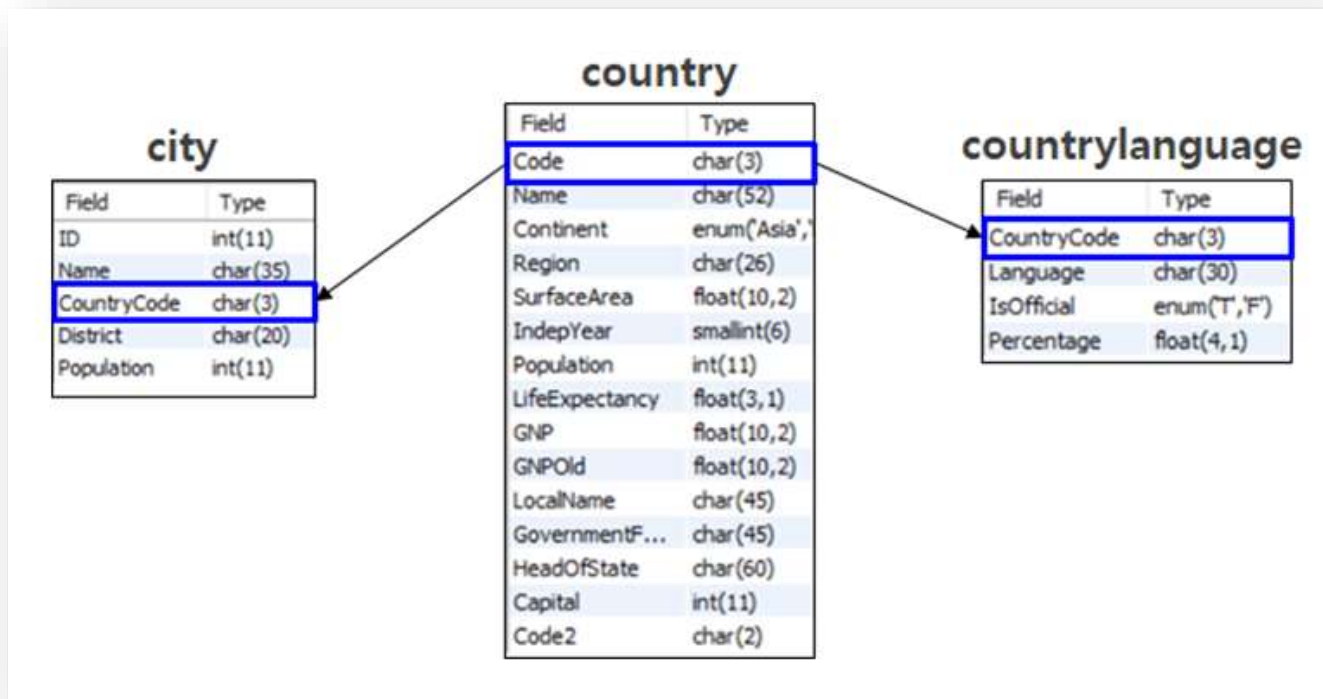 city
Field Type
ID int(11)
Name char(35)
CountryCode char(3)
District char(20)
Population int(11)
country
Field Type
Code char(3)
Name char(52)
Continent enum('Asia','
Region char(26)
SurfaceArea float(10,2)
IndepYear smallint(6)
Population int(11)
LifeExpectancy float(3,1)
GNP float(10,2)
GNPOld float(10,2)
LocalName char(45)
GovernmentF... char(45)
HeadOfState char(60)
Capital int(11)
Code2 char(2)
countrylanguage
Field Type
CountryCode char(3)
Language char(30)
IsOfficial enum('T','F')
Percentage float(4,1)